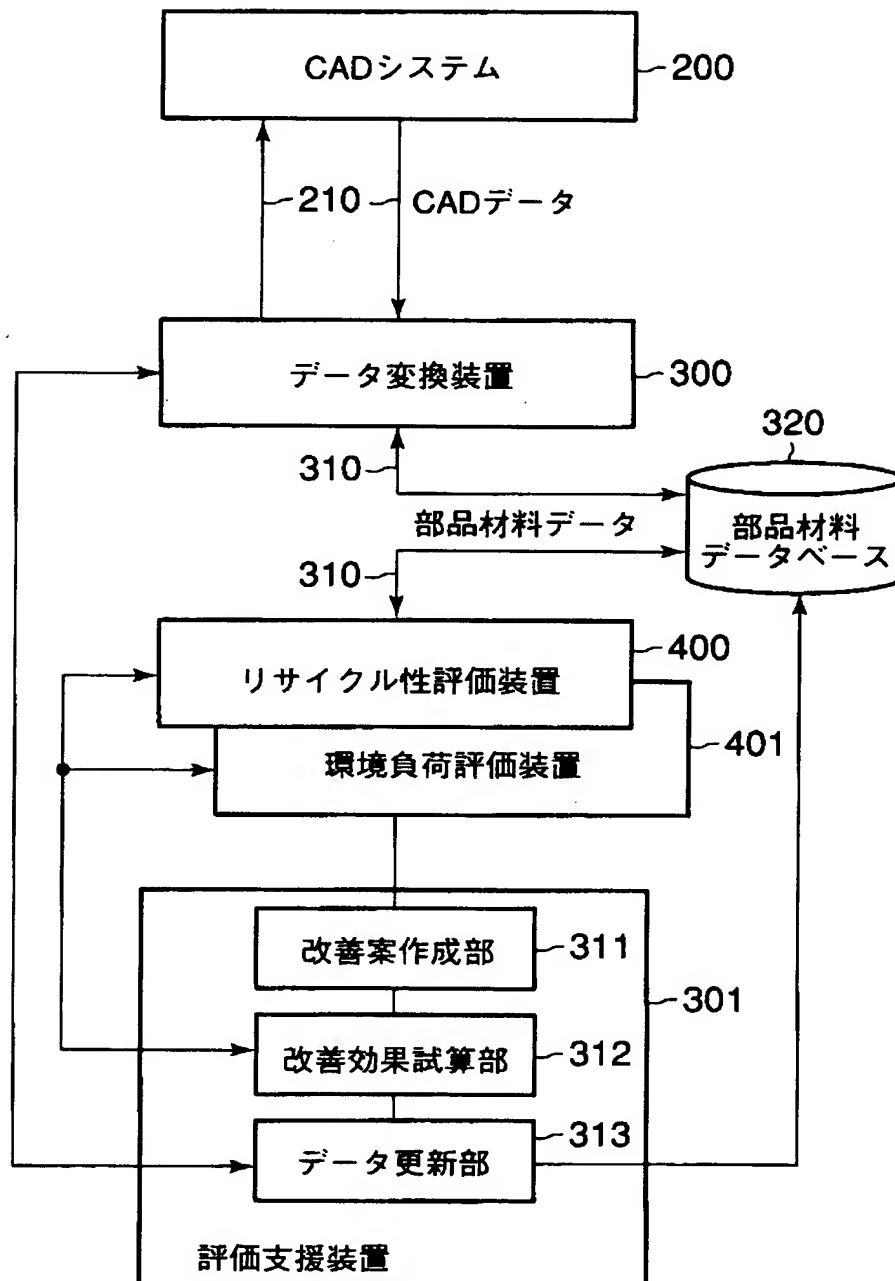 CADシステム
200
210
CADデータ
データ変換装置
300
320
310
部品材料データ
部品材料
データベース
310
400
リサイクル性評価装置
401
環境負荷評価装置
改善案作成部
311
301
改善効果試算部
312
313
データ更新部
評価支援装置